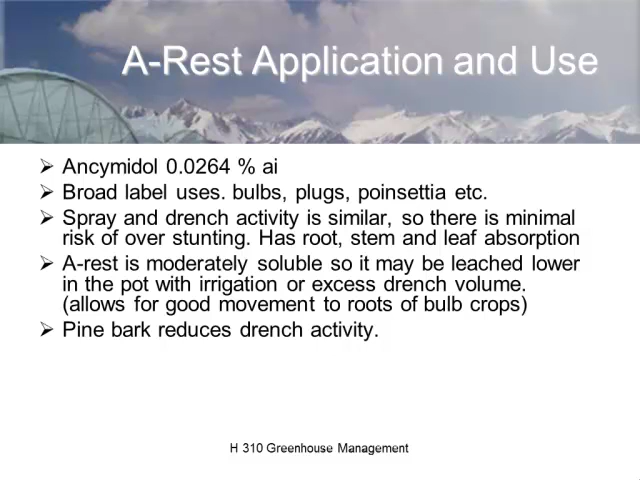 A-Rest Application and Use
➢ Ancymidol 0.0264 % ai
➢ Broad label uses. bulbs, plugs, poinsettia etc.
➢ Spray and drench activity is similar, so there is minimal
risk of over stunting. Has root, stem and leaf absorption
➢ A-rest is moderately soluble so it may be leached lower
in the pot with irrigation or excess drench volume.
(allows for good movement to roots of bulb crops)
➢ Pine bark reduces drench activity.
H 310 Greenhouse Management